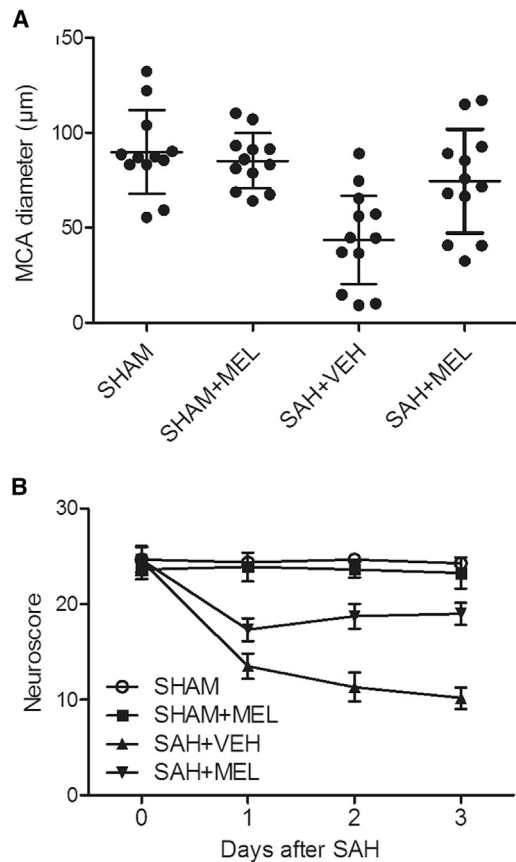 A
150
100
50
0
MCA diameter (µm)
SHAM
SHAM+MEL
SAH+VEH
SAH+MEL
B
30
20
10
0
Neuroscore
SHAM
SHAM+MEL
SAH+VEH
SAH+MEL
0 1 2 3
Days after SAH